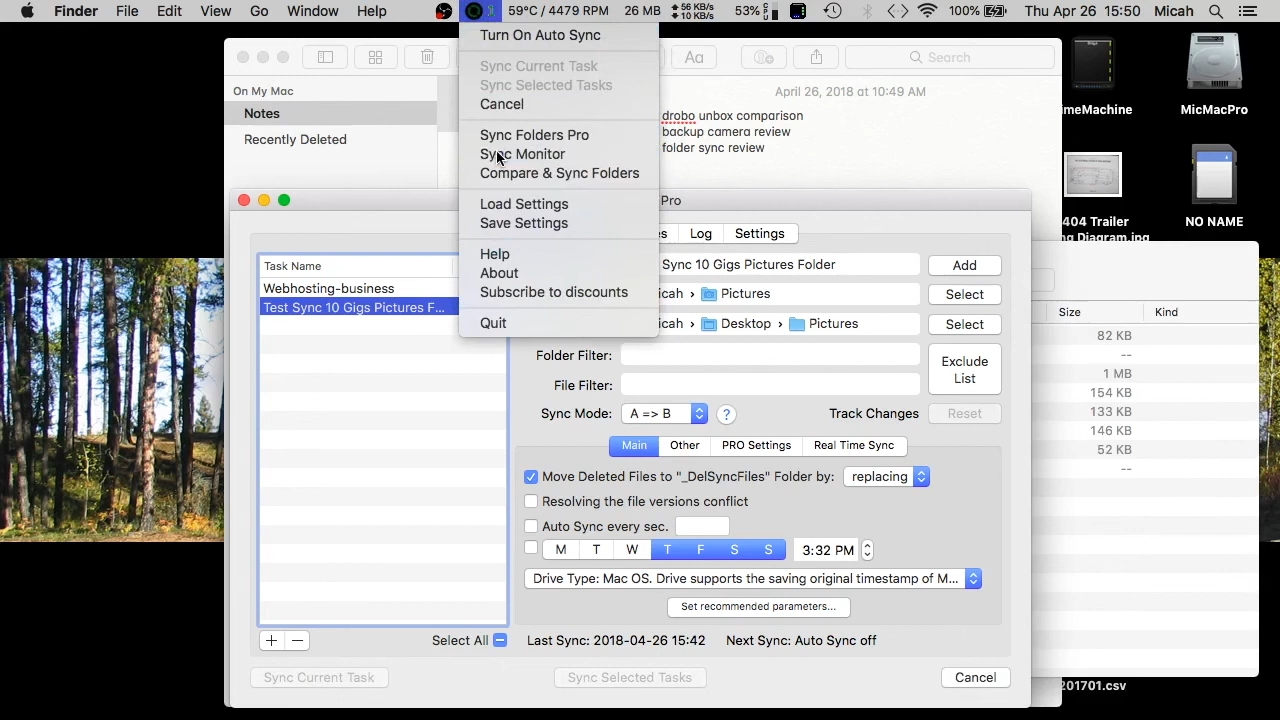 Finder File Edit View Go Window Help 59°C / 4479 RPM 26 MB 56 KB/s 10 KB/s 53% 100% Thu Apr 26 15:50 Micah
Turn On Auto Sync
Sync Current Task
Sync Selected Tasks
Cancel
Sync Folders Pro
Sync Monitor
Compare & Sync Folders
Load Settings
Save Settings
Help
About
Subscribe to discounts
Quit
Aa
Search
On My Mac
Notes
Recently Deleted
April 26, 2018 at 10:49 AM
drobo unbox comparison
backup camera review
folder sync review
imeMachine
MicMacPro
404 Trailer
NO NAME
Pro
Log Settings
Task Name
Webhosting-business
Test Sync 10 Gigs Pictures F...
Sync 10 Gigs Pictures Folder
Add
icah › Pictures
Select
icah › Desktop › Pictures
Select
Folder Filter:
File Filter:
Exclude
List
Sync Mode: A => B ? Track Changes Reset
Main Other PRO Settings Real Time Sync
Move Deleted Files to "_DelSyncFiles" Folder by: replacing
Resolving the file versions conflict
Auto Sync every sec.
M T W T F S S 3:32 PM
Drive Type: Mac OS. Drive supports the saving original timestamp of M...
Set recommended parameters...
+ − Select All Last Sync: 2018-04-26 15:42 Next Sync: Auto Sync off
Sync Current Task Sync Selected Tasks Cancel
Size Kind
82 KB
--
1 MB
154 KB
133 KB
146 KB
52 KB
--
201701.csv